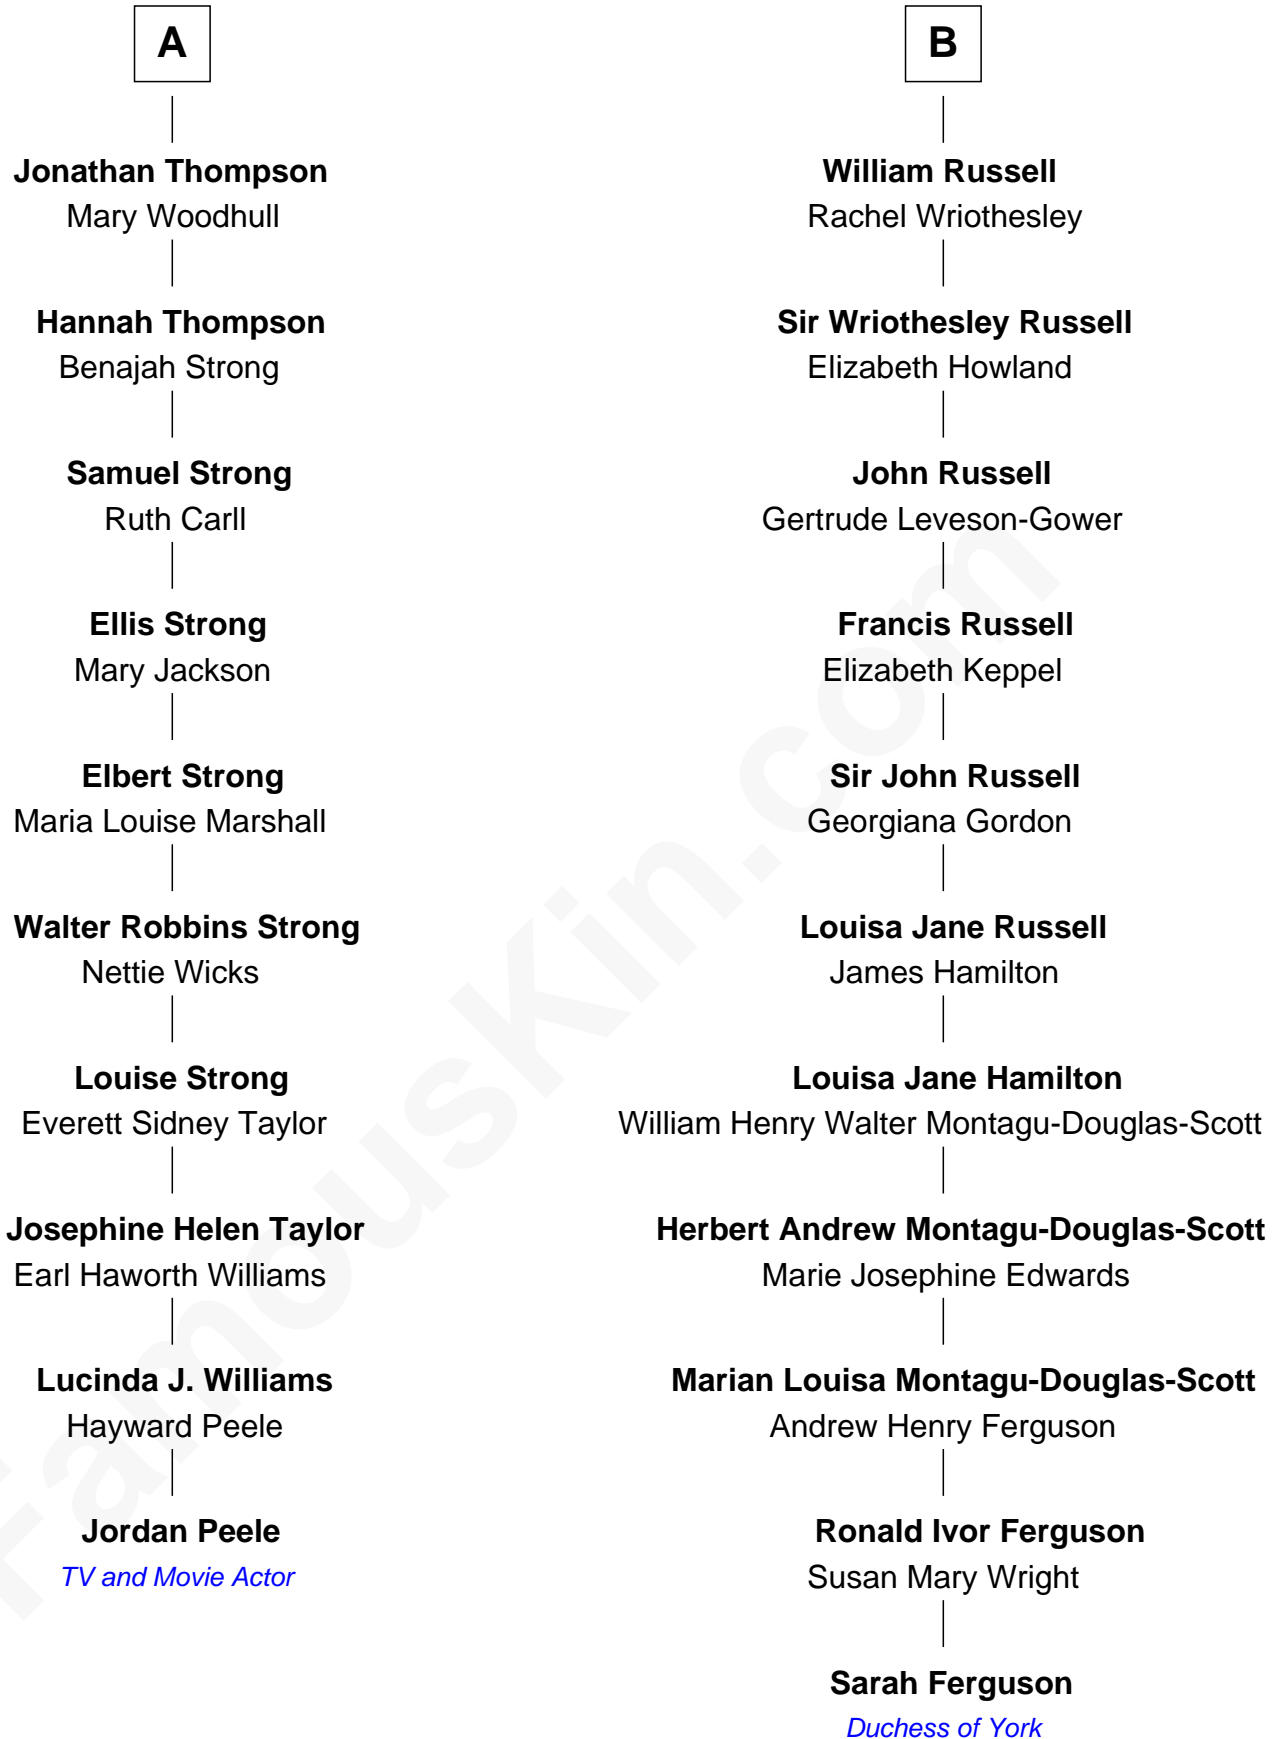 A
Jonathan Thompson
Mary Woodhull
Hannah Thompson
Benajah Strong
Samuel Strong
Ruth Carll
Ellis Strong
Mary Jackson
Elbert Strong
Maria Louise Marshall
Walter Robbins Strong
Nettie Wicks
Louise Strong
Everett Sidney Taylor
Josephine Helen Taylor
Earl Haworth Williams
Lucinda J. Williams
Hayward Peele
Jordan Peele
TV and Movie Actor
B
William Russell
Rachel Wriothesley
Sir Wriothesley Russell
Elizabeth Howland
John Russell
Gertrude Leveson-Gower
Francis Russell
Elizabeth Keppel
Sir John Russell
Georgiana Gordon
Louisa Jane Russell
James Hamilton
Louisa Jane Hamilton
William Henry Walter Montagu-Douglas-Scott
Herbert Andrew Montagu-Douglas-Scott
Marie Josephine Edwards
Marian Louisa Montagu-Douglas-Scott
Andrew Henry Ferguson
Ronald Ivor Ferguson
Susan Mary Wright
Sarah Ferguson
Duchess of York
FamousKin.com